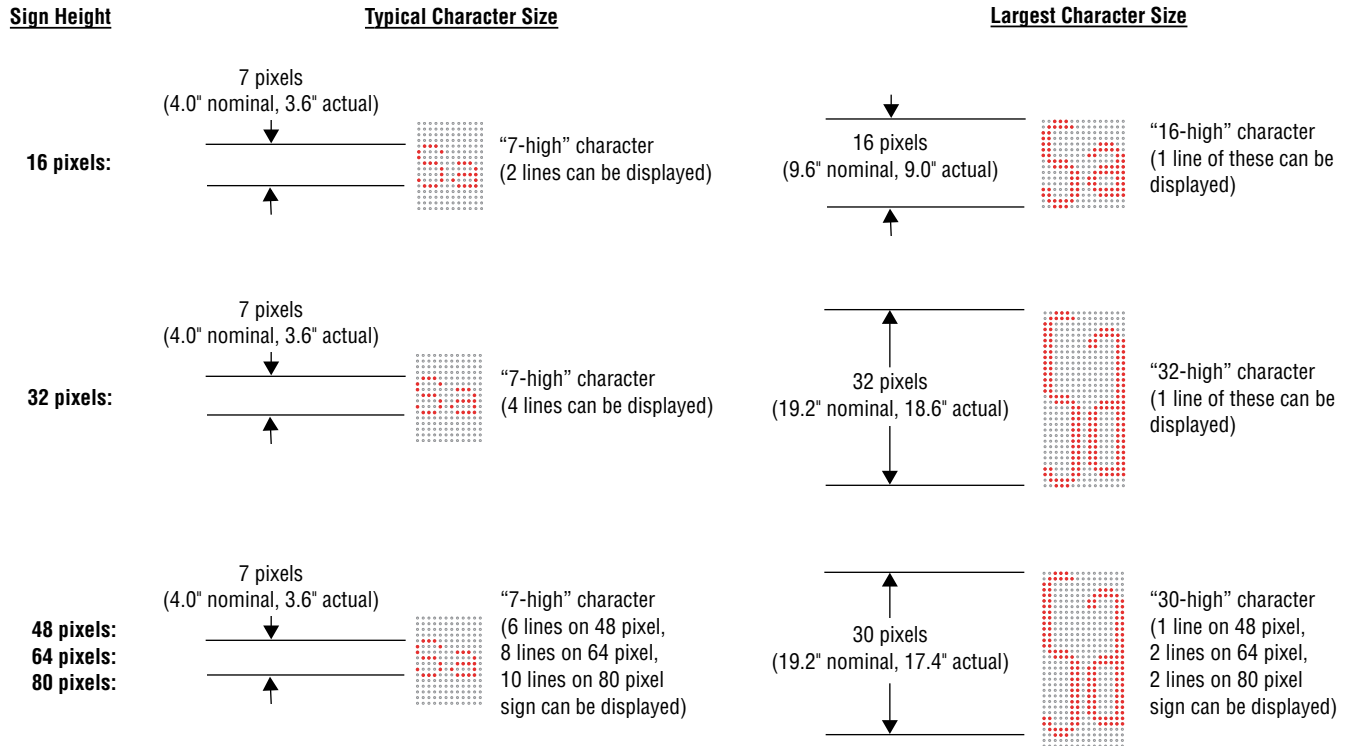 Sign Height
Typical Character Size
Largest Character Size
16 pixels:
7 pixels
(4.0" nominal, 3.6" actual)
“7-high” character
(2 lines can be displayed)
16 pixels
(9.6" nominal, 9.0" actual)
“16-high” character
(1 line of these can be
displayed)
32 pixels:
7 pixels
(4.0" nominal, 3.6" actual)
“7-high” character
(4 lines can be displayed)
32 pixels
(19.2" nominal, 18.6" actual)
“32-high” character
(1 line of these can be
displayed)
48 pixels:
64 pixels:
80 pixels:
7 pixels
(4.0" nominal, 3.6" actual)
“7-high” character
(6 lines on 48 pixel,
8 lines on 64 pixel,
10 lines on 80 pixel
sign can be displayed)
30 pixels
(19.2" nominal, 17.4" actual)
“30-high” character
(1 line on 48 pixel,
2 lines on 64 pixel,
2 lines on 80 pixel
sign can be displayed)
Sa
Sa
Sa
Sa
Sa
Sa